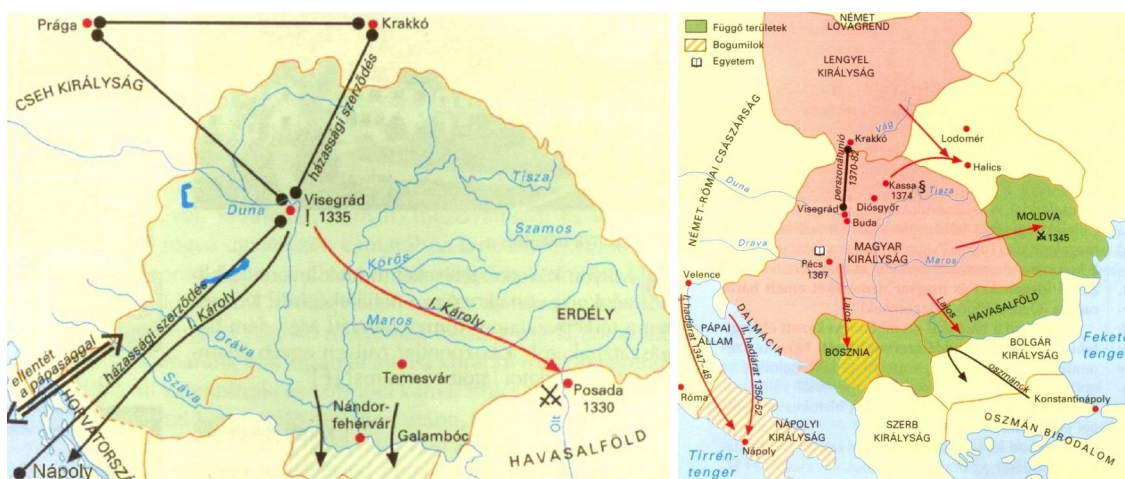 Prága
Krakkó
CSEH KIRÁLYSÁG
házassági szerződés
Tisza
Duna
Visegrád
! 1335
Szamos
Körös
I. Károly
házassági szerződés
I. Károly
ERDÉLY
Maros
Dráva
ellentét
a pápasággal
Temesvár
Száva
Posada
1330
HORVÁTORSZ
Nándor-
fehérvár
Galambóc
Olt
HAVASALFÖLD
Nápoly
NÉMET
LOVAGREND
Függő területek
Bogumilok
Egyetem
LENGYEL
KIRÁLYSÁG
NÉMET-RÓMAI CSÁSZÁRSÁG
Vág
Lodomér
Krakkó
Halics
perszonálunió
1370-82
Kassa §
1374
Tisza
Duna
Diósgyőr
Visegrád
Buda
MOLDVA
1345
Dráva
MAGYAR
KIRÁLYSÁG
Maros
Pécs
1367
Velence
Lajos
Lajos
HAVASALFÖLD
I. hadjárat 1347-48
DALMÁCIA
PÁPAI
ÁLLAM
II. hadjárat 1350-52
BOSZNIA
BOLGÁR
KIRÁLYSÁG
Fekete
tenger
oszmánok
Róma
Konstantinápoly
NÁPOLYI
KIRÁLYSÁG
SZERB
KIRÁLYSÁG
OSZMÁN BIRODALOM
Nápoly
Tirrén-
tenger